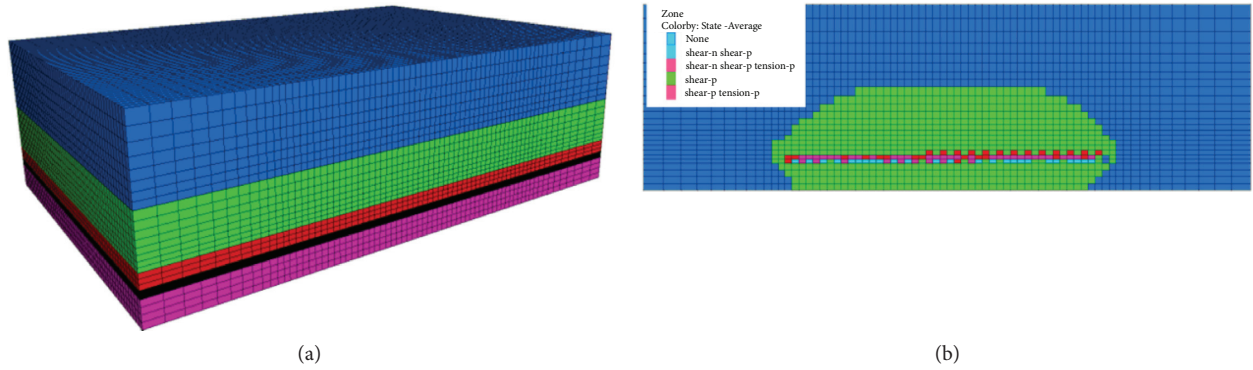 Zone
Colorby: State -Average
None
shear-n shear-p
shear-n shear-p tension-p
shear-p
shear-p tension-p
(a)
(b)